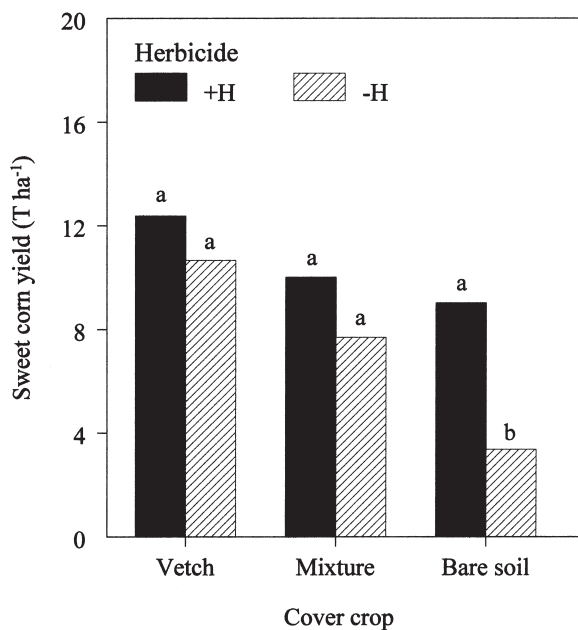 20
16
12
8
4
0
Sweet corn yield (T ha-1)
Herbicide
+H -H
a
a
a
a
a
b
Vetch Mixture Bare soil
Cover crop